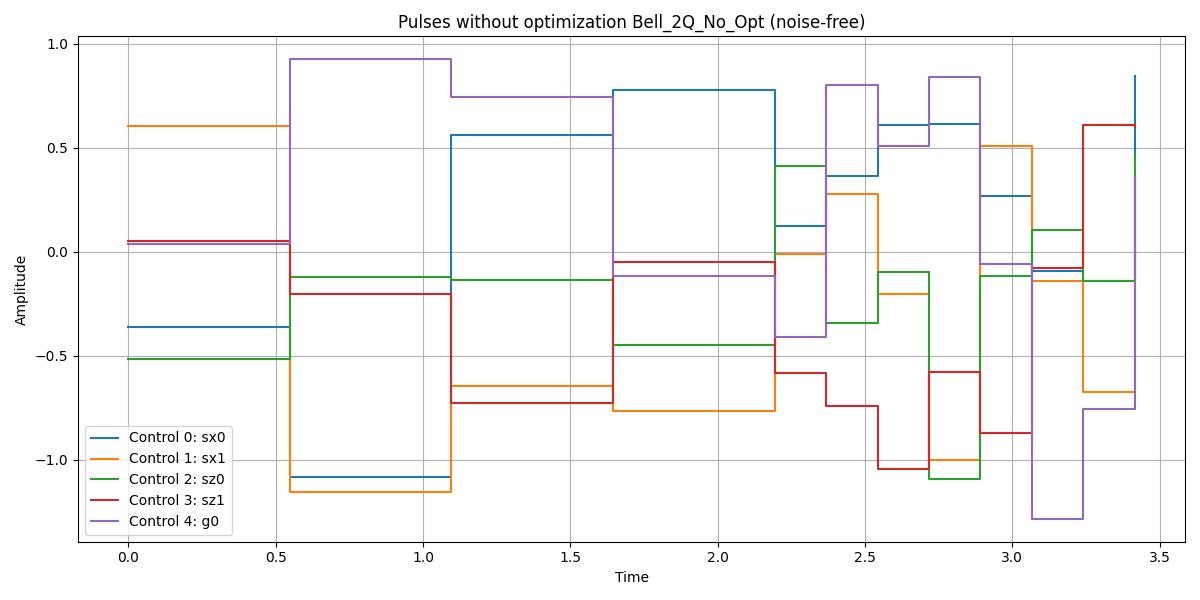 Pulses without optimization Bell_2Q_No_Opt (noise-free)
1.0
0.5
0.0
−0.5
−1.0
Amplitude
Control 0: sx0
Control 1: sx1
Control 2: sz0
Control 3: sz1
Control 4: g0
0.0 0.5 1.0 1.5 2.0 2.5 3.0 3.5
Time